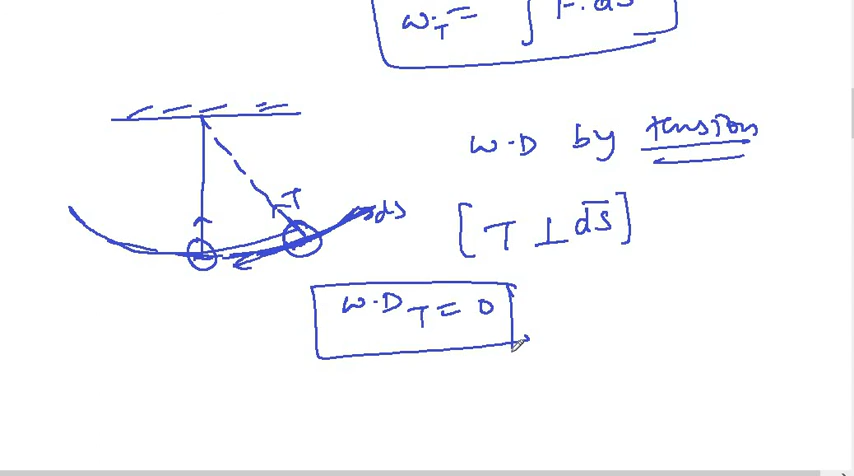 W_T = ∫ F. ds
W.D by tension
T
ds
[T ⊥ ds]
W.D_T = 0